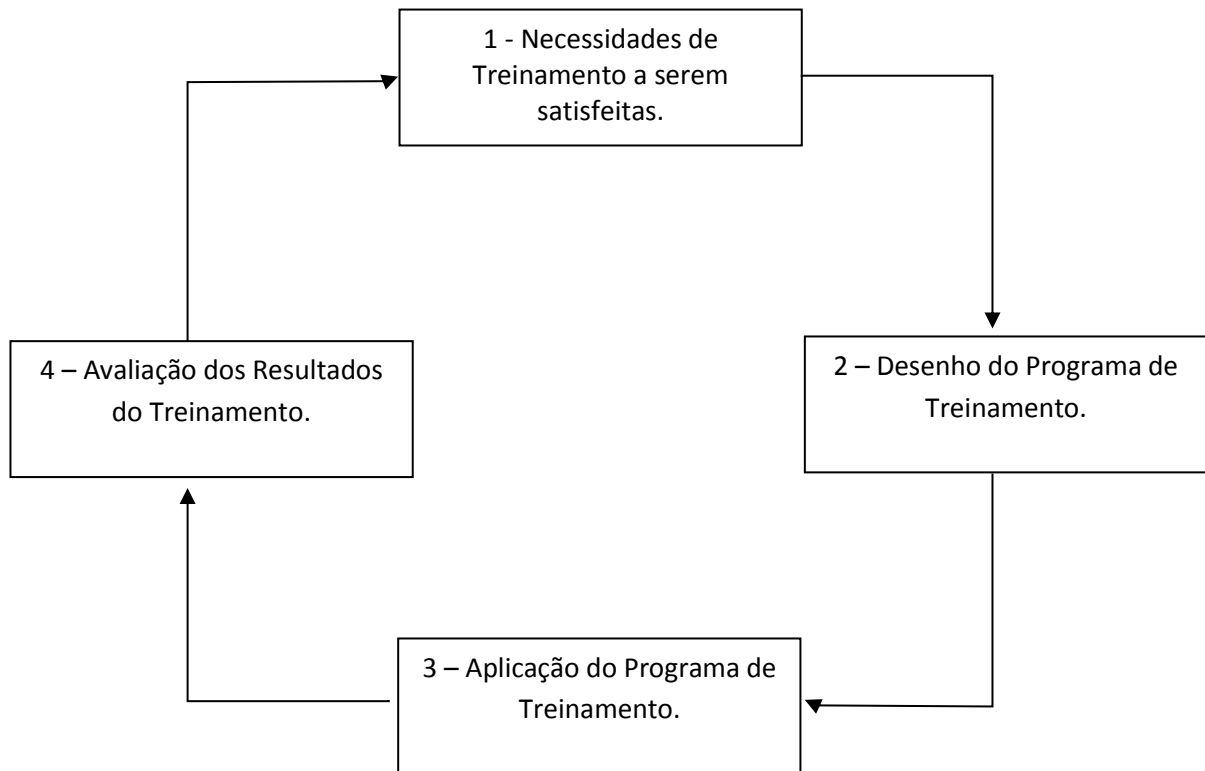 1 - Necessidades de
Treinamento a serem
satisfeitas.
2 – Desenho do Programa de
Treinamento.
3 – Aplicação do Programa de
Treinamento.
4 – Avaliação dos Resultados
do Treinamento.